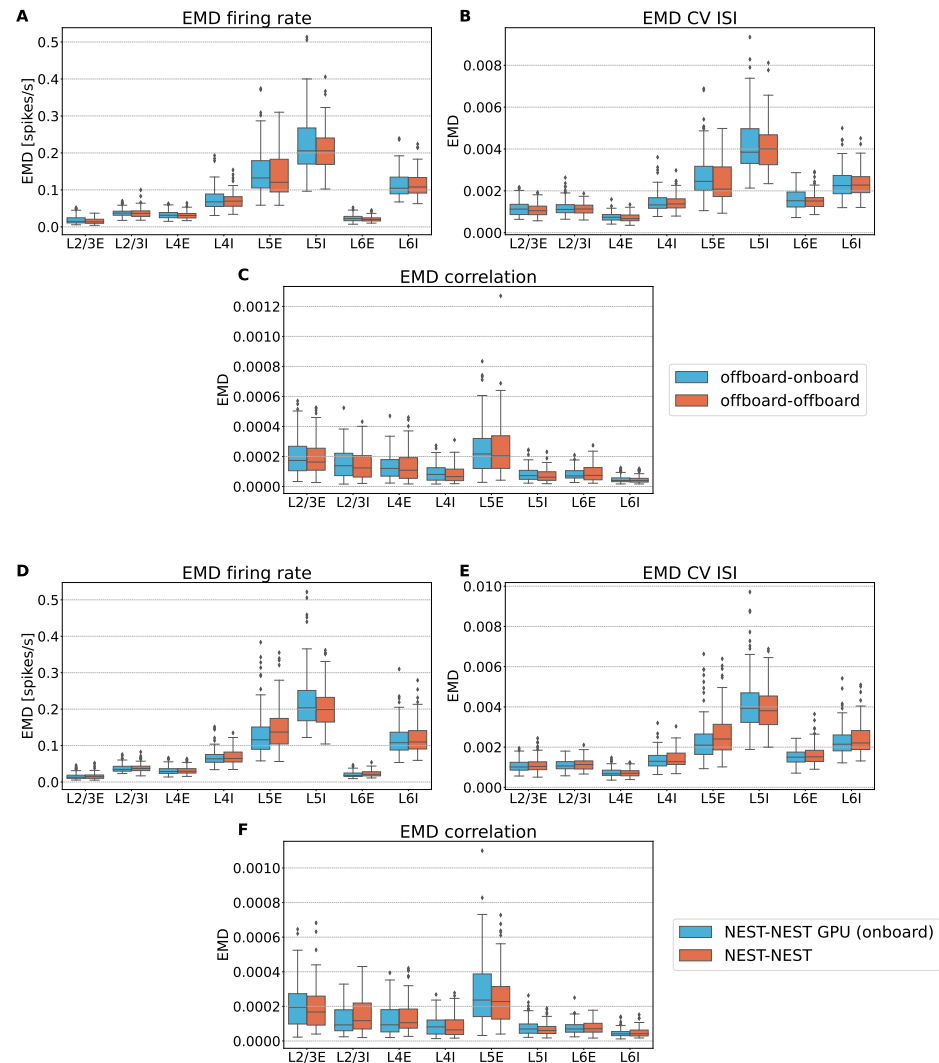 A
EMD firing rate
EMD [spikes/s]
0.5
0.4
0.3
0.2
0.1
0.0
L2/3E L2/3I L4E L4I L5E L5I L6E L6I
B
EMD CV ISI
EMD
0.008
0.006
0.004
0.002
0.000
L2/3E L2/3I L4E L4I L5E L5I L6E L6I
C
EMD correlation
EMD
0.0012
0.0010
0.0008
0.0006
0.0004
0.0002
0.0000
L2/3E L2/3I L4E L4I L5E L5I L6E L6I
offboard-onboard
offboard-offboard
D
EMD firing rate
EMD [spikes/s]
0.5
0.4
0.3
0.2
0.1
0.0
L2/3E L2/3I L4E L4I L5E L5I L6E L6I
E
EMD CV ISI
EMD
0.010
0.008
0.006
0.004
0.002
0.000
L2/3E L2/3I L4E L4I L5E L5I L6E L6I
F
EMD correlation
EMD
0.0010
0.0008
0.0006
0.0004
0.0002
0.0000
L2/3E L2/3I L4E L4I L5E L5I L6E L6I
NEST-NEST GPU (onboard)
NEST-NEST